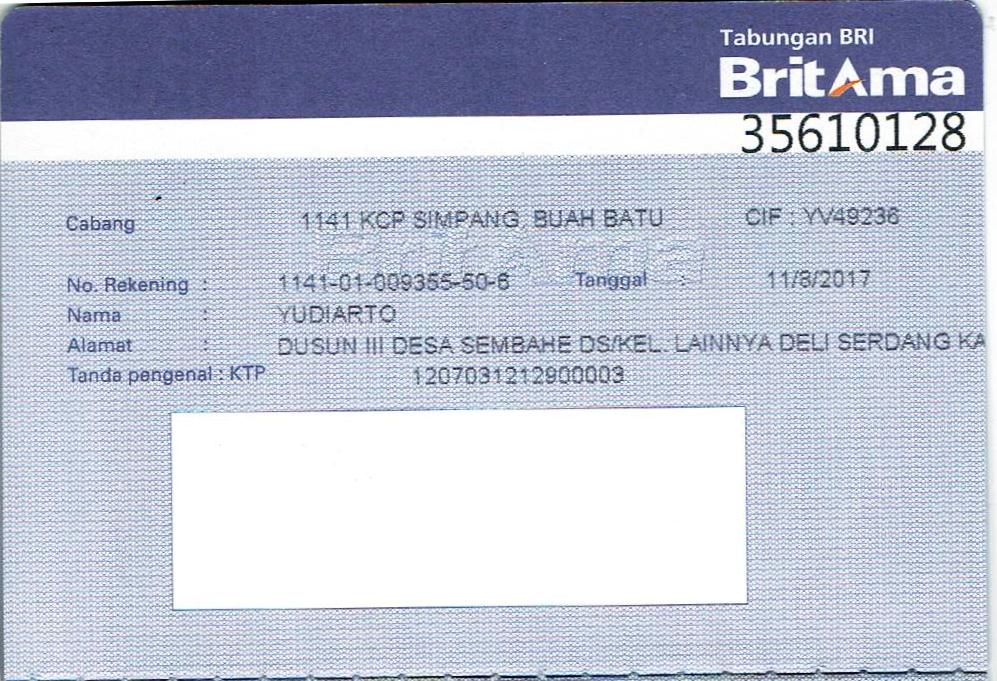 Tabungan BRI
BritAma
35610128
Cabang 1141 KCP SIMPANG, BUAH BATU CIF : YV49236
No. Rekening : 1141-01-009355-50-6 Tanggal : 11/8/2017
Nama : YUDIARTO
Alamat : DUSUN III DESA SEMBAHE DS/KEL. LAINNYA DELI SERDANG KA
Tanda pengenal : KTP 1207031212900003